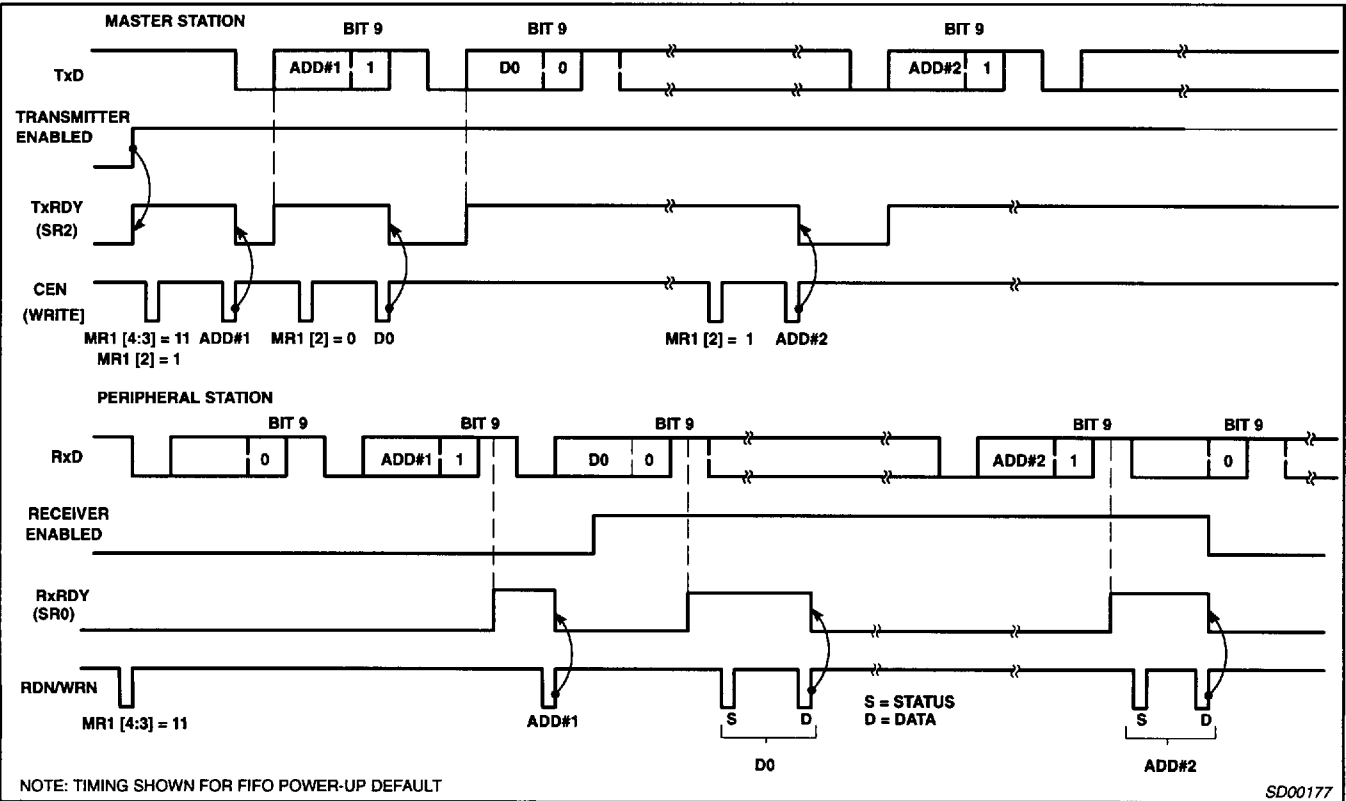 MASTER STATION
BIT 9 BIT 9 BIT 9
TxD ADD#1 1 D0 0 ADD#2 1
TRANSMITTER
ENABLED
TxRDY
(SR2)
CEN
(WRITE]
MR1 [4:3] = 11 ADD#1 MR1 [2] = 0 D0 MR1 [2] = 1 ADD#2
MR1 [2] = 1
PERIPHERAL STATION
BIT 9 BIT 9 BIT 9 BIT 9 BIT 9
RxD 0 ADD#1 1 D0 0 ADD#2 1 0
RECEIVER
ENABLED
RxRDY
(SR0)
RDN/WRN
MR1 [4:3] = 11 ADD#1 S D S = STATUS S D
D = DATA
D0 ADD#2
NOTE: TIMING SHOWN FOR FIFO POWER-UP DEFAULT
SD00177